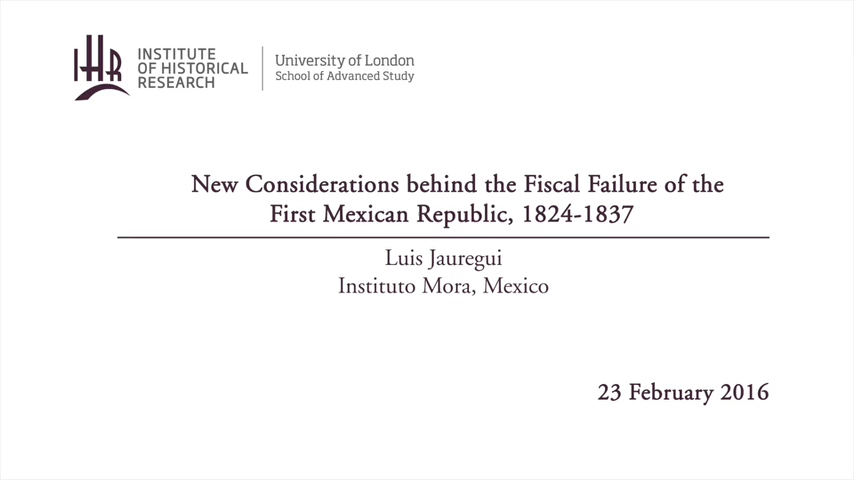 IHR
INSTITUTE
OF HISTORICAL
RESEARCH
University of London
School of Advanced Study
New Considerations behind the Fiscal Failure of the
First Mexican Republic, 1824-1837
Luis Jauregui
Instituto Mora, Mexico
23 February 2016